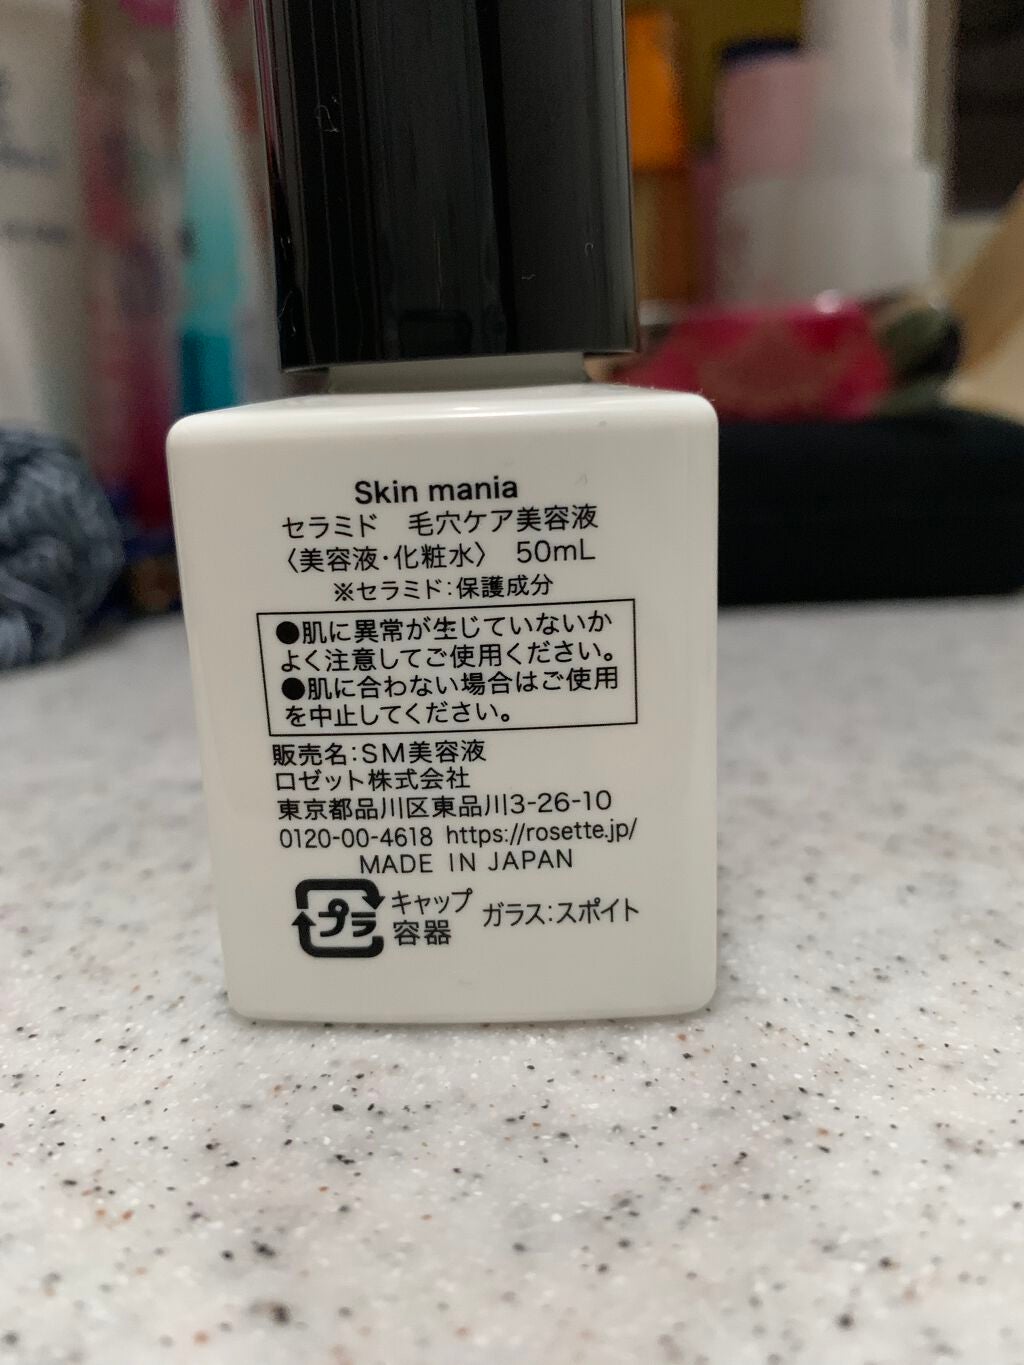 Skin mania
セラミド　毛穴ケア美容液
〈美容液・化粧水〉 50mL
※セラミド：保護成分
●肌に異常が生じていないか
よく注意してご使用ください。
●肌に合わない場合はご使用
を中止してください。
販売名：SM美容液
ロゼット株式会社
東京都品川区東品川3-26-10
0120-00-4618 https://rosette.jp/
MADE IN JAPAN
プラ キャップ 容器 ガラス：スポイト